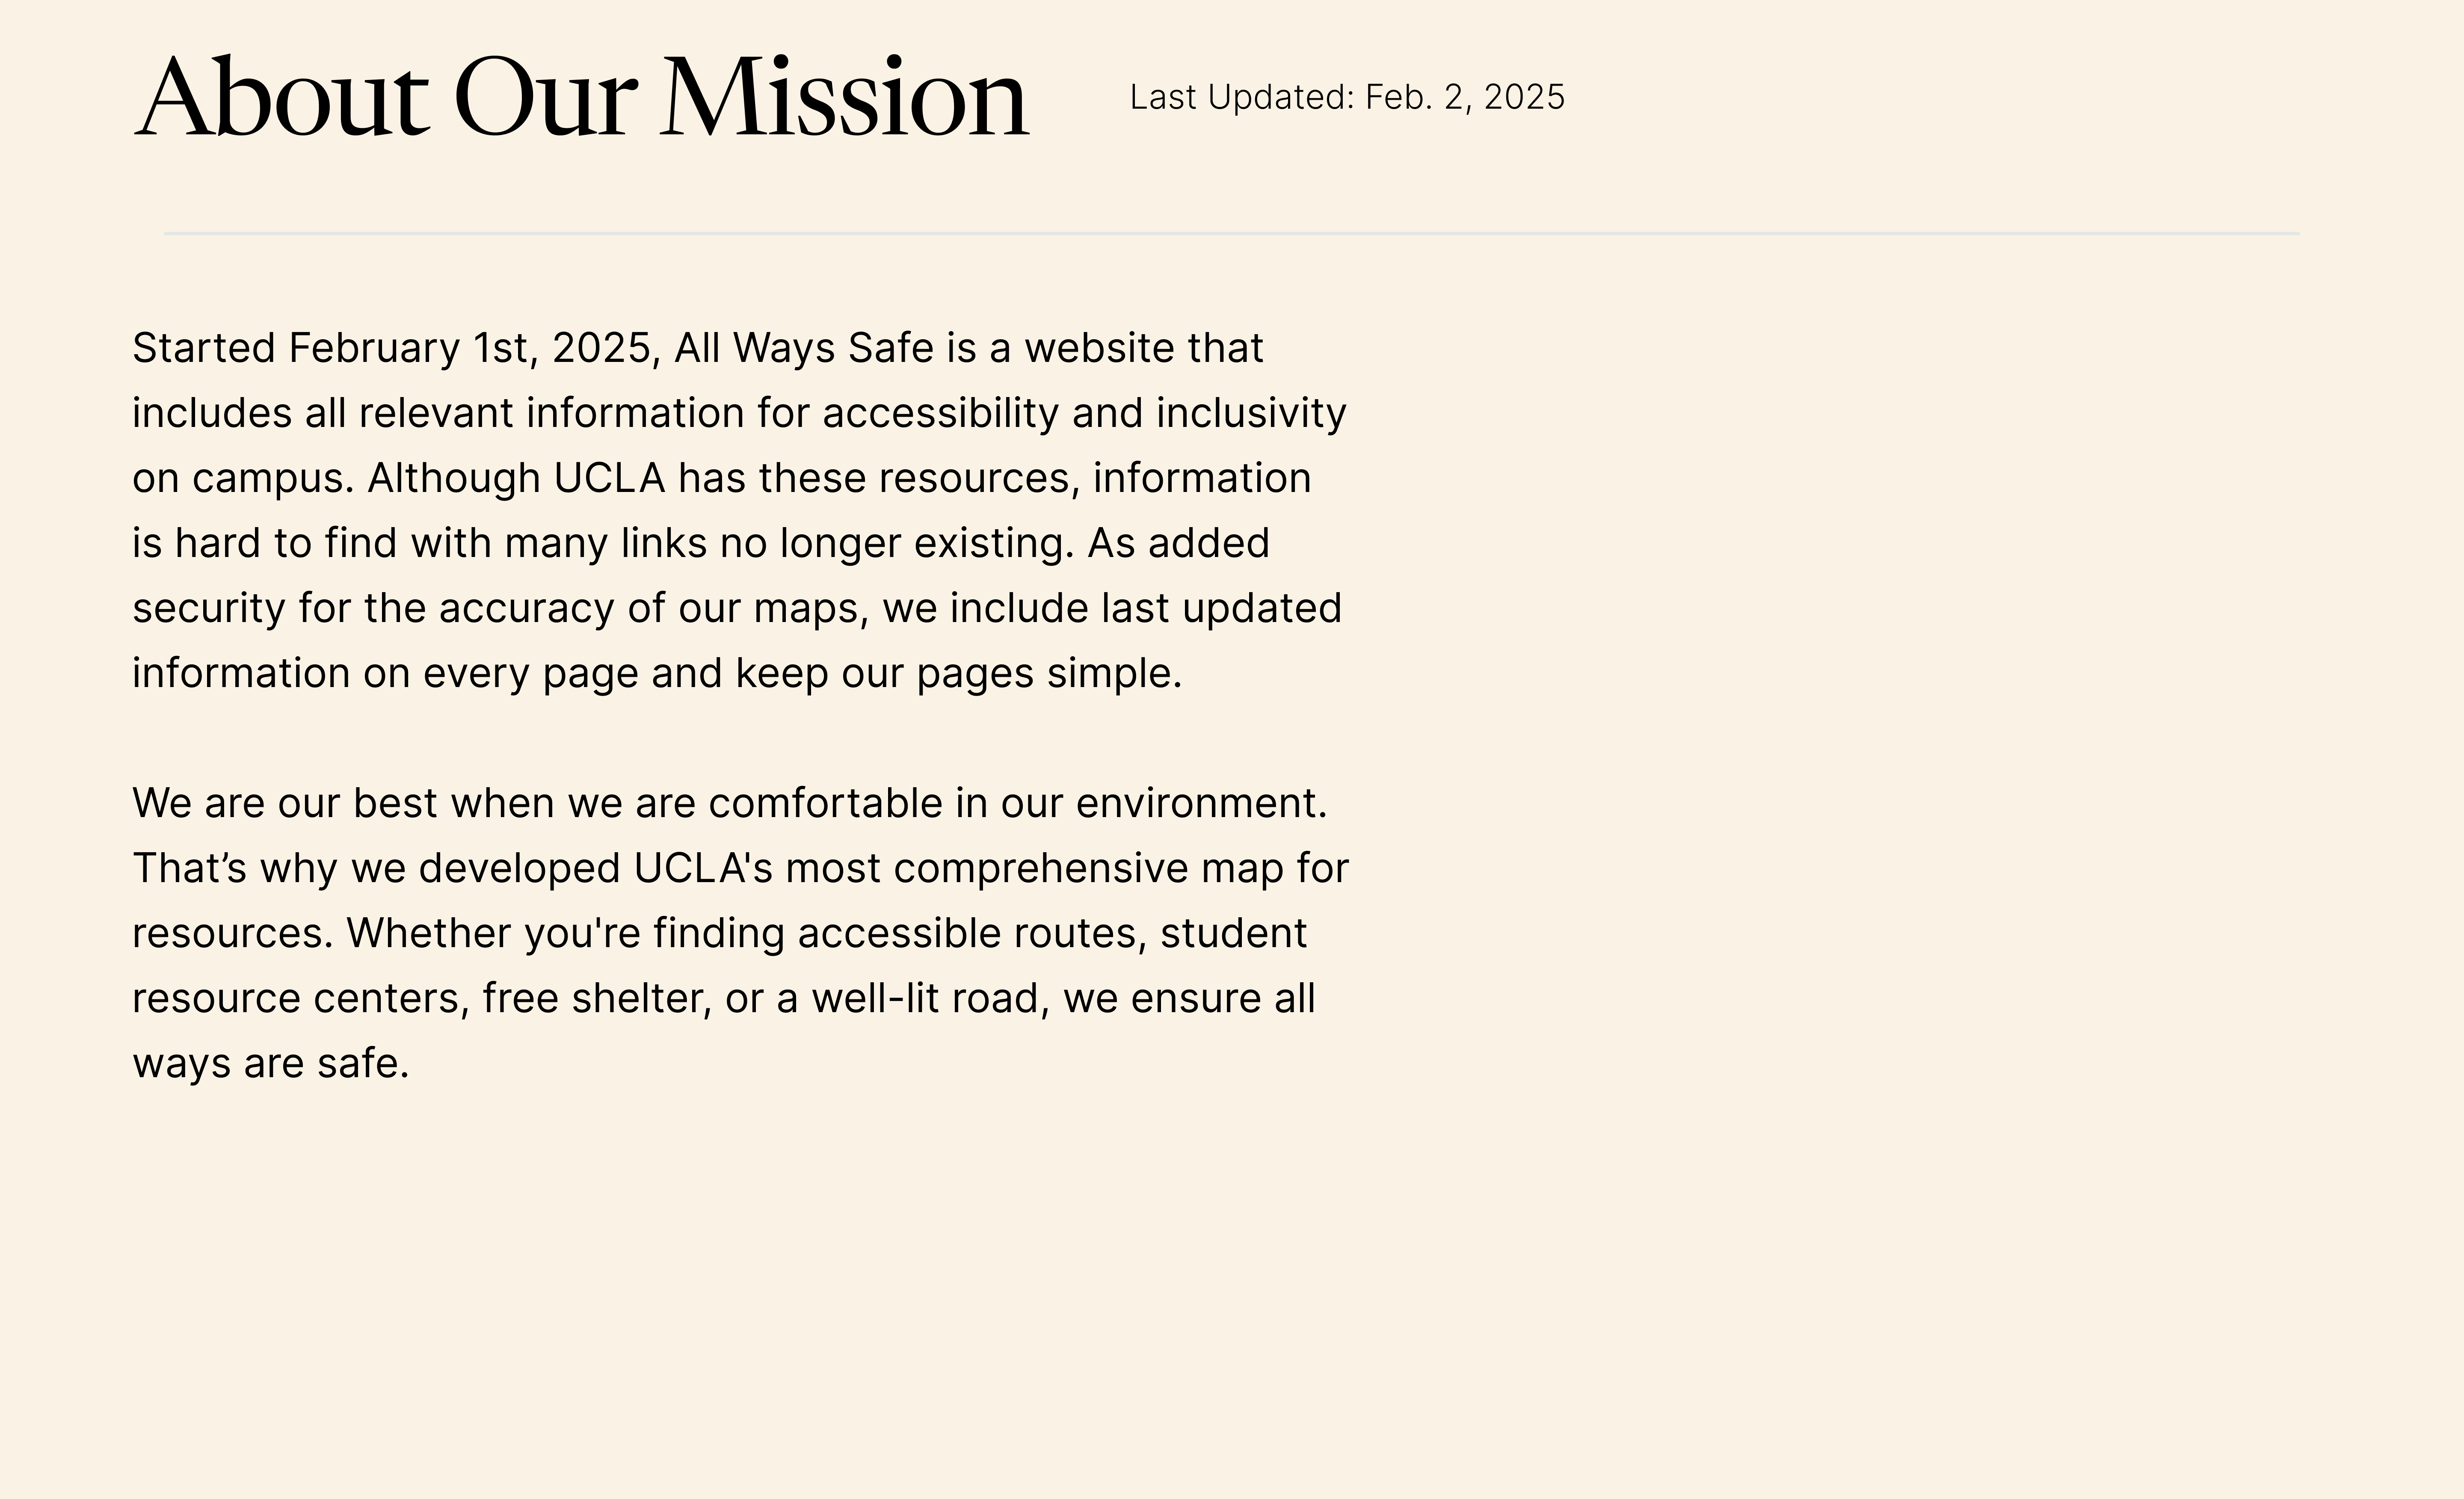 About Our Mission
Last Updated: Feb. 2, 2025
Started February 1st, 2025, All Ways Safe is a website that
includes all relevant information for accessibility and inclusivity
on campus. Although UCLA has these resources, information
is hard to find with many links no longer existing. As added
security for the accuracy of our maps, we include last updated
information on every page and keep our pages simple.
We are our best when we are comfortable in our environment.
That’s why we developed UCLA's most comprehensive map for
resources. Whether you're finding accessible routes, student
resource centers, free shelter, or a well-lit road, we ensure all
ways are safe.